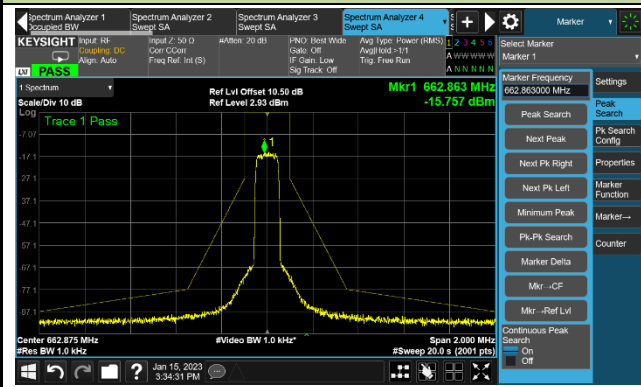 Spectrum Analyzer 1
Occupied BW
Spectrum Analyzer 2
Swept SA
Spectrum Analyzer 3
Swept SA
Spectrum Analyzer 4
Swept SA
Marker
KEYSIGHT
Input: RF
Coupling: DC
Align: Auto
Input Z: 50 Ω
Corr CCorr
Freq Ref: Int (S)
#Atten: 20 dB
PNO: Best Wide
Gate: Off
IF Gain: Low
Sig Track: Off
Avg Type: Power (RMS)
Avg|Hold:>1/1
Trig: Free Run
1 2 3 4 5 6
A W W W W W
A N N N N N
LXI
PASS
Select Marker
Marker 1
1 Spectrum
Scale/Div 10 dB
Ref Lvl Offset 10.50 dB
Ref Level 2.93 dBm
Mkr1 662.863 MHz
-15.757 dBm
Log
Trace 1 Pass
1
-7.07
-17.1
-27.1
-37.1
-47.1
-57.1
-67.1
-77.1
-87.1
Center 662.875 MHz
#Res BW 1.0 kHz
#Video BW 1.0 kHz*
Span 2.000 MHz
#Sweep 20.0 s (2001 pts)
Marker Frequency
662.863000 MHz
Peak Search
Next Peak
Next Pk Right
Next Pk Left
Minimum Peak
Pk-Pk Search
Marker Delta
Mkr→CF
Mkr→Ref Lvl
Continuous Peak
Search
On
Off
Settings
Peak
Search
Pk Search
Config
Properties
Marker
Function
Marker→
Counter
Jan 15, 2023
3:34:31 PM